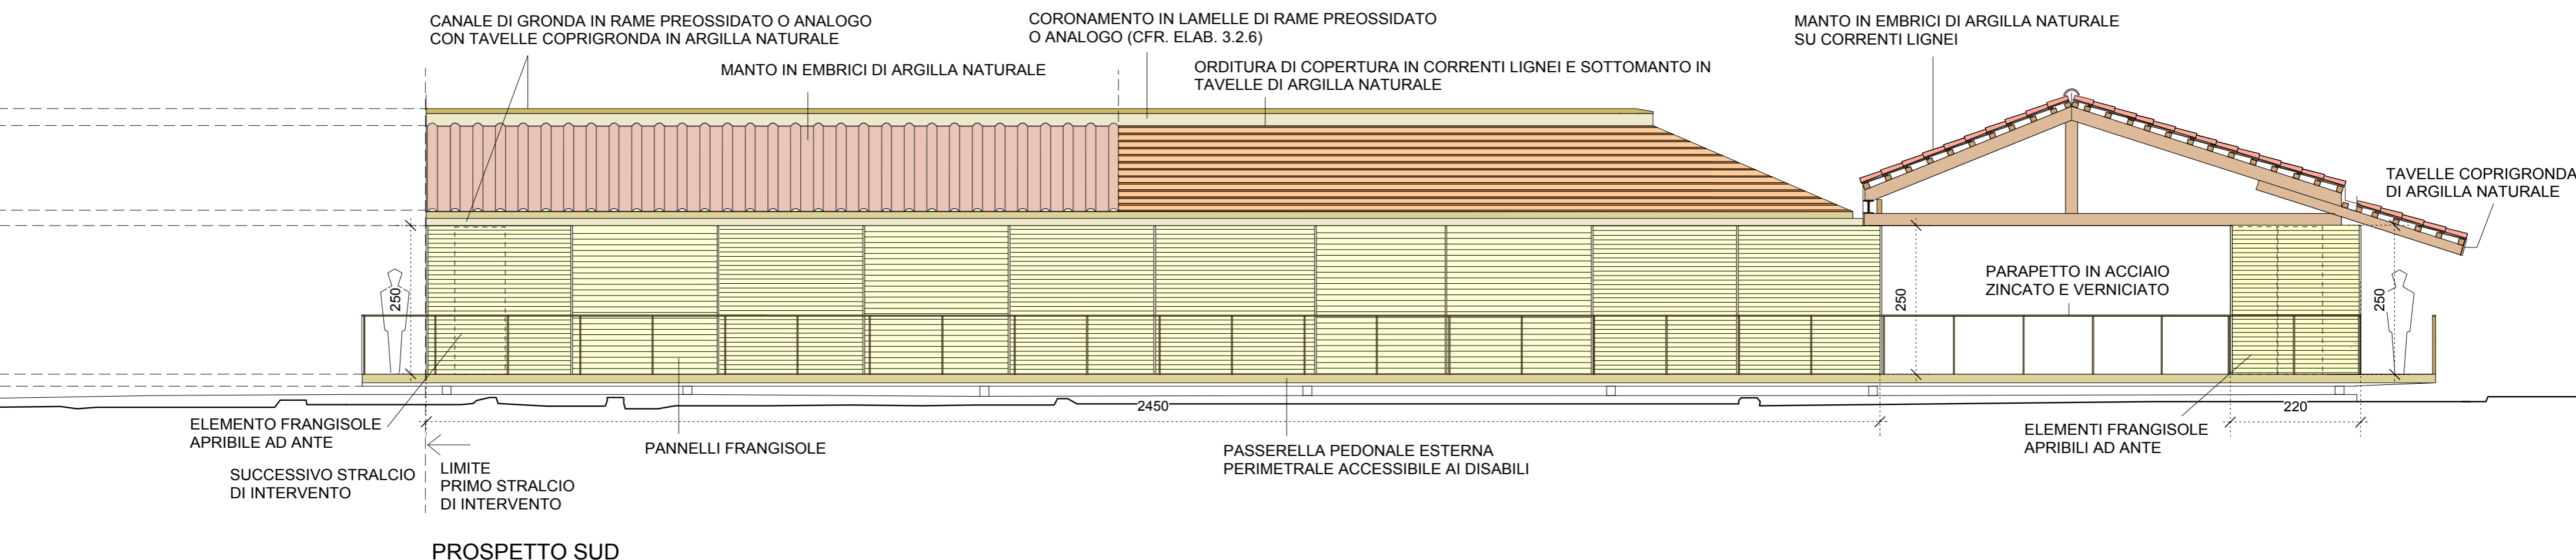 CANALE DI GRONDA IN RAME PREOSSIDATO O ANALOGO
CON TAVELLE COPRIGRONDA IN ARGILLA NATURALE
CORONAMENTO IN LAMELLE DI RAME PREOSSIDATO
O ANALOGO (CFR. ELAB. 3.2.6)
MANTO IN EMBRICI DI ARGILLA NATURALE
SU CORRENTI LIGNEI
MANTO IN EMBRICI DI ARGILLA NATURALE
ORDITURA DI COPERTURA IN CORRENTI LIGNEI E SOTTOMANTO IN
TAVELLE DI ARGILLA NATURALE
TAVELLE COPRIGRONDA
DI ARGILLA NATURALE
PARAPETTO IN ACCIAIO
ZINCATO E VERNICIATO
250
250
250
2450
220
ELEMENTO FRANGISOLE
APRIBILE AD ANTE
PANNELLI FRANGISOLE
PASSERELLA PEDONALE ESTERNA
PERIMETRALE ACCESSIBILE AI DISABILI
ELEMENTI FRANGISOLE
APRIBILI AD ANTE
SUCCESSIVO STRALCIO
DI INTERVENTO
LIMITE
PRIMO STRALCIO
DI INTERVENTO
PROSPETTO SUD